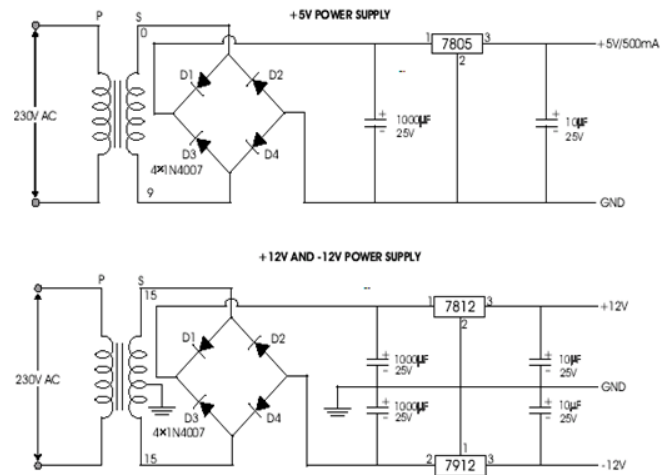 +5V POWER SUPPLY
P S
0
1 7805 3
2
+5V/500mA
D1 D2
230V AC
1000µF
25V
10µF
25V
D3 D4
4×1N4007
9
GND
+12V AND -12V POWER SUPPLY
P S
15
1 7812 3
2
+12V
D1 D2
1000µF
25V
10µF
25V
230V AC
GND
1000µF
25V
10µF
25V
D3 D4
4×1N4007
15
1
2 7912 3
-12V